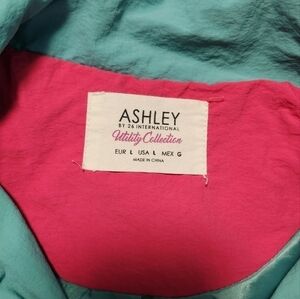 ASHLEY
BY 26 INTERNATIONAL
Utility Collection
EUR L USA L MEX G
MADE IN CHINA